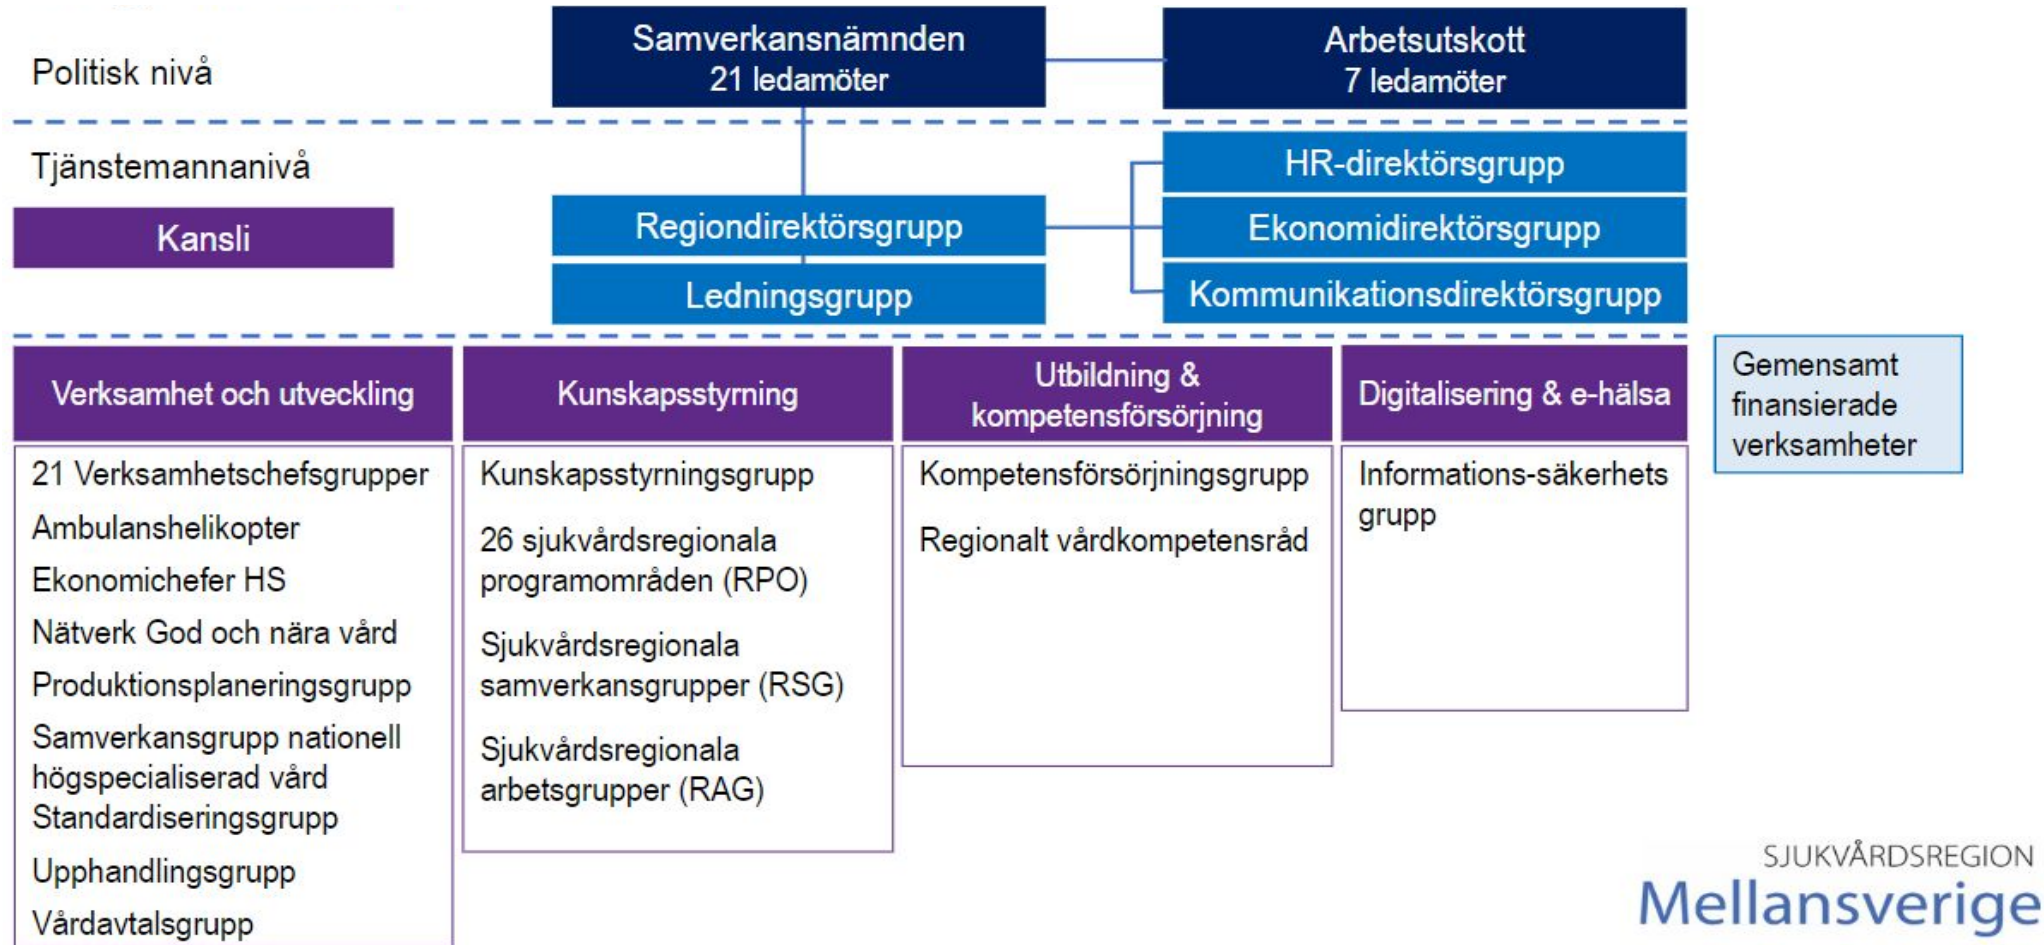 Politisk nivå
Samverkansnämnden
21 ledamöter
Arbetsutskott
7 ledamöter
Tjänstemannanivå
Kansli
Regiondirektörsgrupp
Ledningsgrupp
HR-direktörsgrupp
Ekonomidirektörsgrupp
Kommunikationsdirektörsgrupp
Verksamhet och utveckling
21 Verksamhetschefsgrupper
Ambulanshelikopter
Ekonomichefer HS
Nätverk God och nära vård
Produktionsplaneringsgrupp
Samverkansgrupp nationell
högspecialiserad vård
Standardiseringsgrupp
Upphandlingsgrupp
Vårdavtalsgrupp
Kunskapsstyrning
Kunskapsstyrningsgrupp
26 sjukvårdsregionala
programområden (RPO)
Sjukvårdsregionala
samverkansgrupper (RSG)
Sjukvårdsregionala
arbetsgrupper (RAG)
Utbildning &
kompetensförsörjning
Kompetensförsörjningsgrupp
Regionalt vårdkompetensråd
Digitalisering & e-hälsa
Informations-säkerhets
grupp
Gemensamt
finansierade
verksamheter
SJUKVÅRDSREGION
Mellansverige